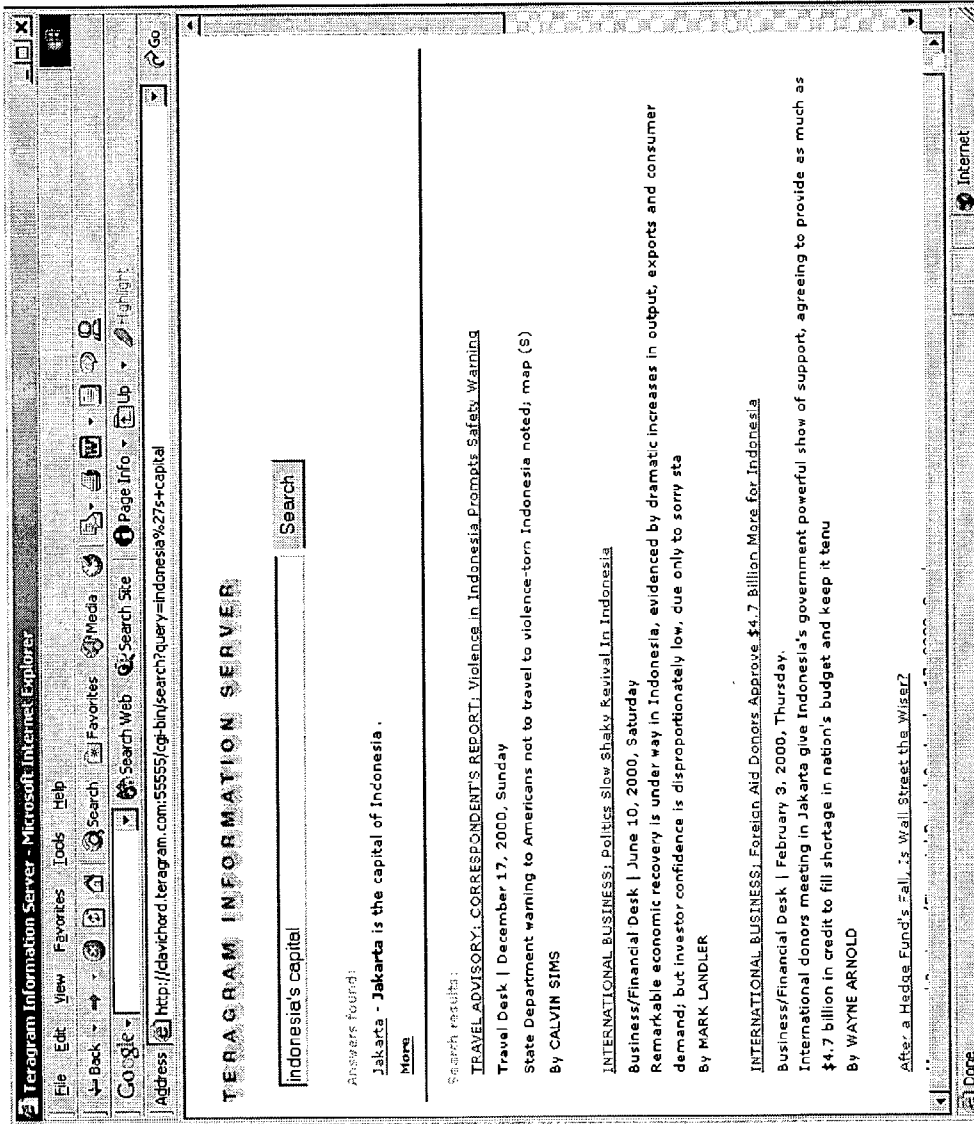 Teragram Information Server - Microsoft Internet Explorer
File Edit View Favorites Tools Help
Back Search Favorites Media
Google Search Web Search Site Page Info Up Highlight
Address http://clavichord.teragram.com:55555/cgi-bin/search?query=indonesia%27s+capital Go
TERAGRAM INFORMATION SERVER
indonesia's capital Search
Answers found:
Jakarta - Jakarta is the capital of Indonesia .
More
Search results:
TRAVEL ADVISORY: CORRESPONDENT'S REPORT; Violence in Indonesia Prompts Safety Warning
Travel Desk | December 17, 2000, Sunday
State Department warning to Americans not to travel to violence-torn Indonesia noted; map (S)
By CALVIN SIMS
INTERNATIONAL BUSINESS; Politics Slow Shaky Revival In Indonesia
Business/Financial Desk | June 10, 2000, Saturday
Remarkable economic recovery is under way in Indonesia, evidenced by dramatic increases in output, exports and consumer
demand; but investor confidence is disproportionately low, due only to sorry sta
By MARK LANDLER
INTERNATIONAL BUSINESS; Foreign Aid Donors Approve $4.7 Billion More for Indonesia
Business/Financial Desk | February 3, 2000, Thursday.
International donors meeting in Jakarta give Indonesia's government powerful show of support, agreeing to provide as much as
$4.7 billion in credit to fill shortage in nation's budget and keep it tenu
By WAYNE ARNOLD
After a Hedge Fund's Fall, Is Wall Street the Wiser?
Done Internet